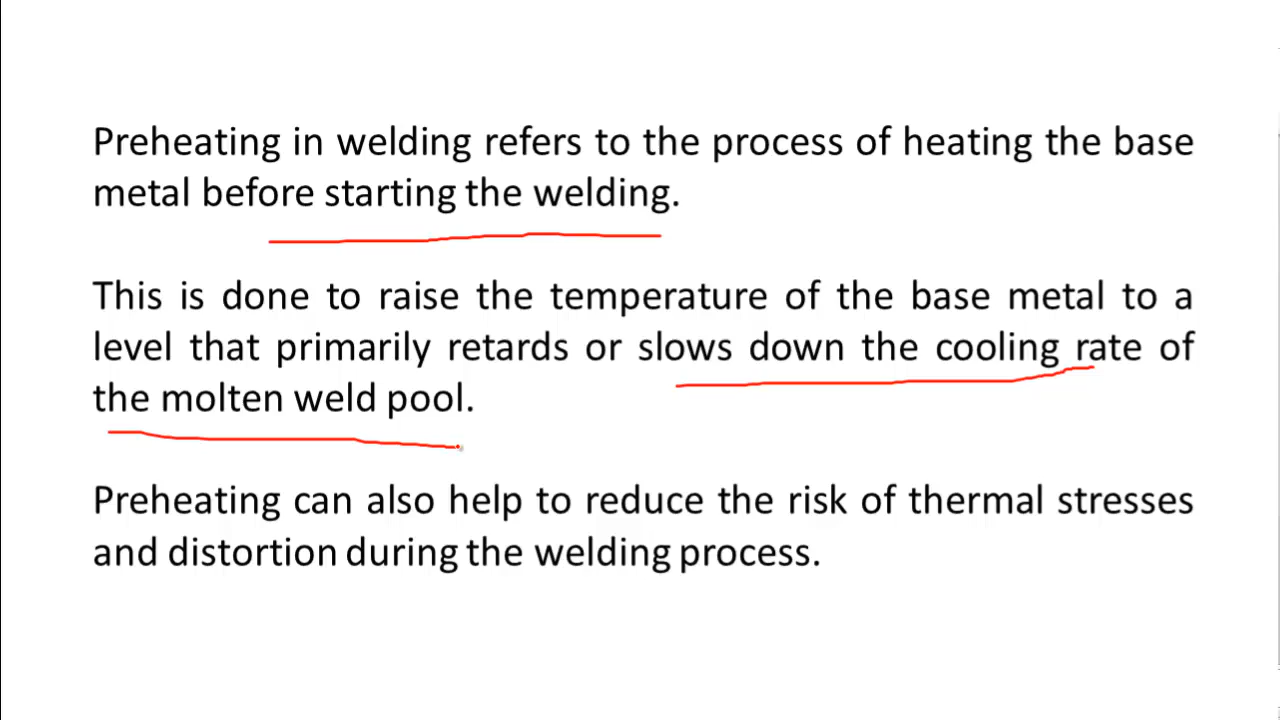 Preheating in welding refers to the process of heating the base
metal before starting the welding.
This is done to raise the temperature of the base metal to a
level that primarily retards or slows down the cooling rate of
the molten weld pool.
Preheating can also help to reduce the risk of thermal stresses
and distortion during the welding process.